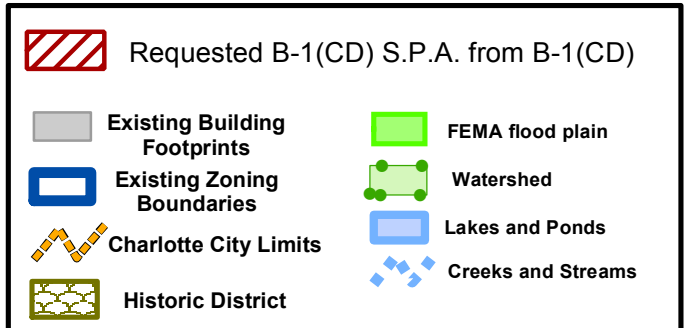 Requested B-1(CD) S.P.A. from B-1(CD)
Existing Building
Footprints
Existing Zoning
Boundaries
Charlotte City Limits
Historic District
FEMA flood plain
Watershed
Lakes and Ponds
Creeks and Streams